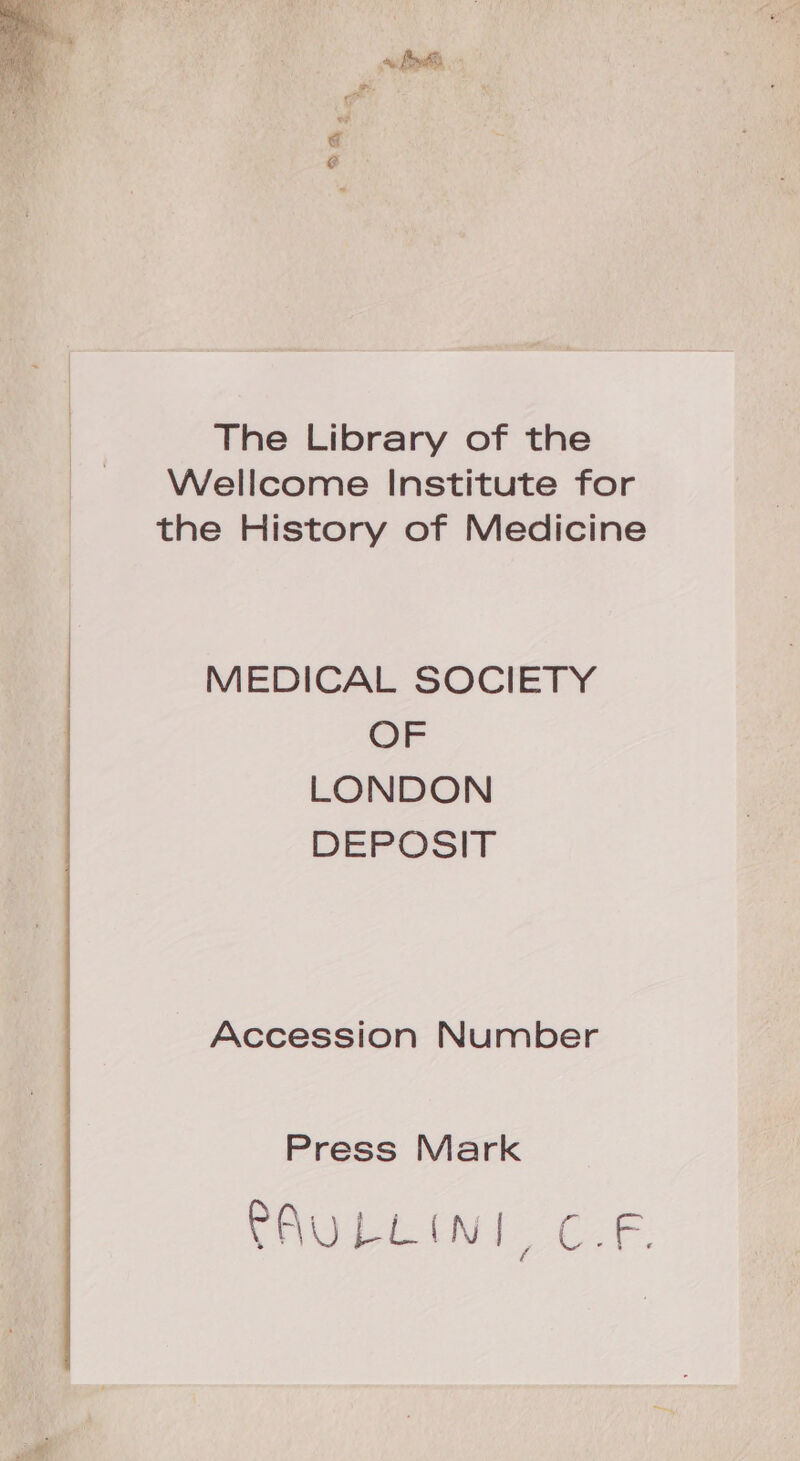 The Library of the
Wellcome Institute for
the History of Medicine
MEDICAL SOCIETY
OF
LONDON
DEPOSIT
Accession Number
Press Mark
PAULLINI, C.F.